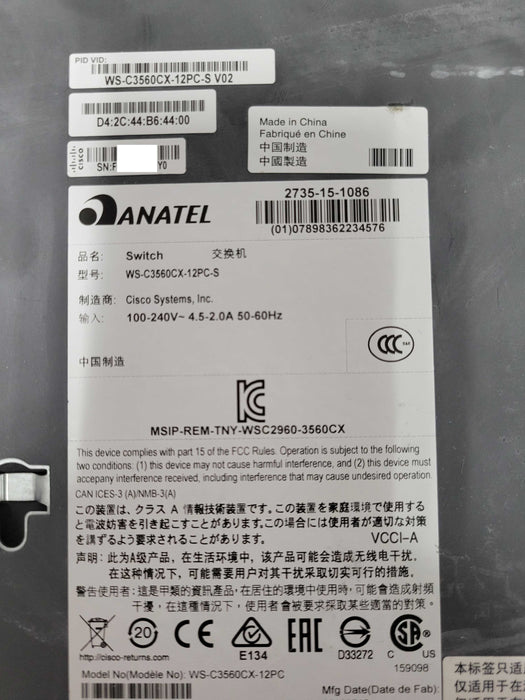 PID VID:
WS-C3560CX-12PC-S V02
D4:2C:44:B6:44:00
CISCO
SN:F Y0
Made in China
Fabriqué en Chine
中国制造
中國製造
ANATEL
2735-15-1086
(01)07898362234576
品名: Switch 交换机
型号: WS-C3560CX-12PC-S
制造商: Cisco Systems, Inc.
输入: 100-240V~ 4.5-2.0A 50-60Hz
中国制造
CCC
MSIP-REM-TNY-WSC2960-3560CX
This device complies with part 15 of the FCC Rules. Operation is subject to the following
two conditions: (1) this device may not cause harmful interference, and (2) this device must
accepany interference received, including interference that may cause undesired operation.
CAN ICES-3 (A)/NMB-3(A)
この装置は、クラス A 情報技術装置です。この装置を家庭環境で使用する
と電波妨害を引き起こすことがあります。この場合には使用者が適切な対策
を講ずるよう要求されることがあります。 VCCI-A
声明: 此为A级产品, 在生活环境中, 该产品可能会造成无线电干扰。
在这种情况下, 可能需要用户对其干扰采取切实可行的措施。
警告使用者: 這是甲類的資訊產品, 在居住的環境中使用時, 可能會造成射頻
干擾, 在這種情況下, 使用者會被要求採取某些適當的對策。
20
CE
E134
EAC
D33272
SA
C US
159098
http://cisco-returns.com
Model No(Modèle No): WS-C3560CX-12PC
Mfg Date(Date de Fab):
本标签只适
仅适用于在